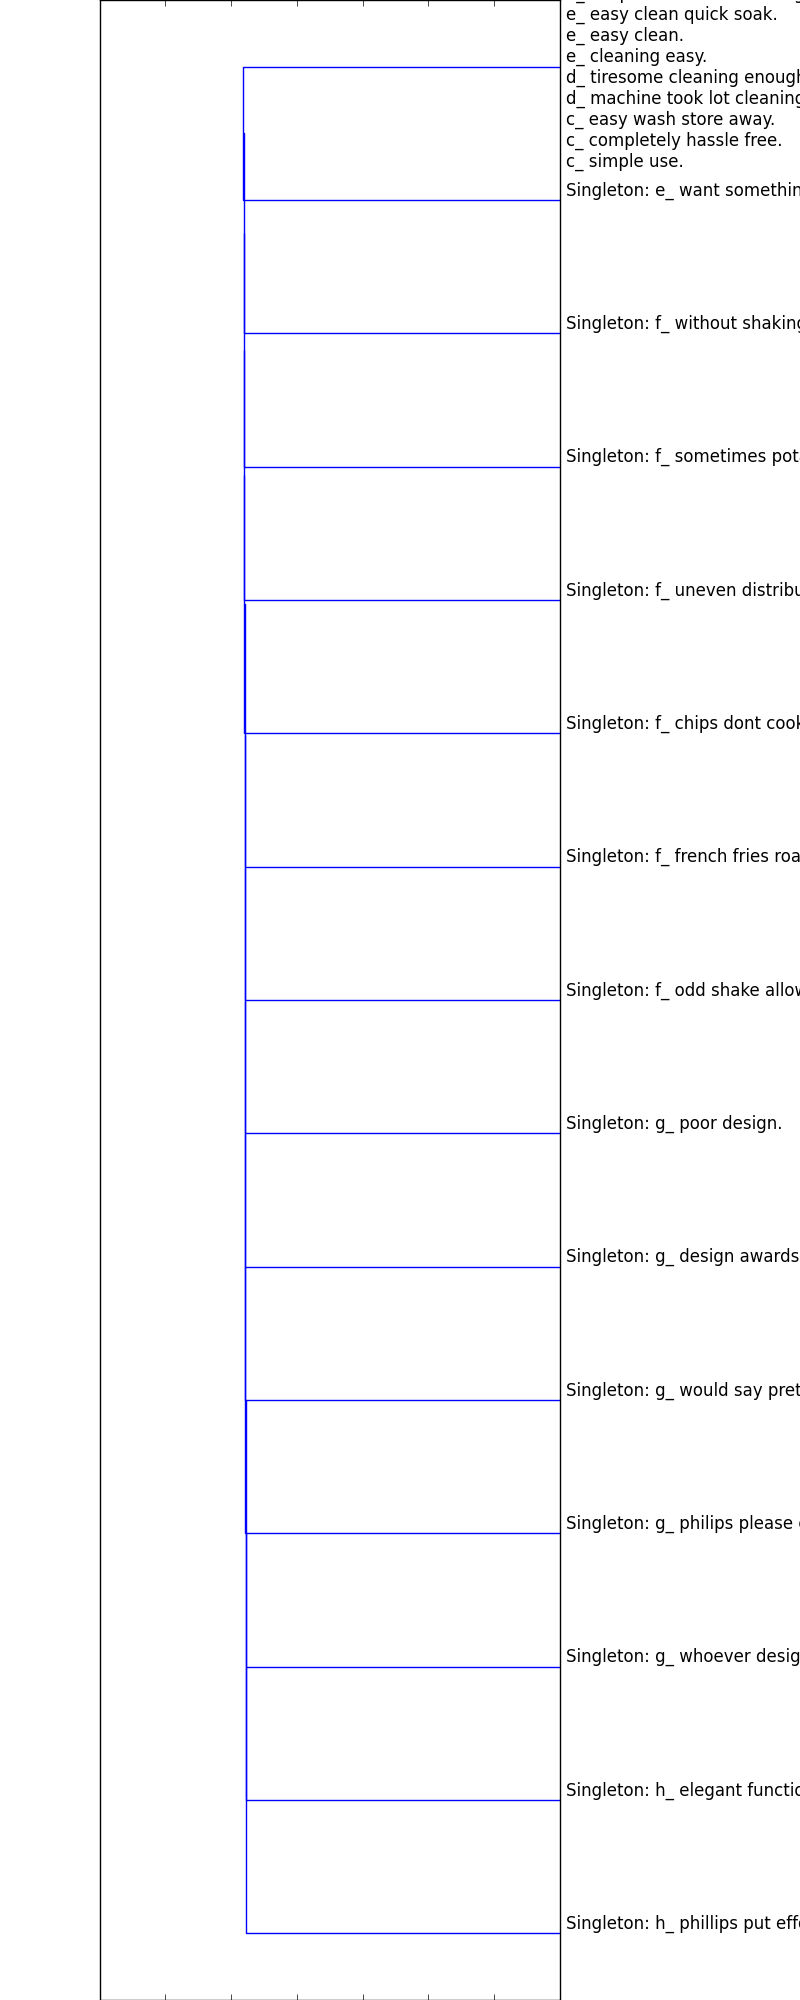 e_ easy clean quick soak.
e_ easy clean.
e_ cleaning easy.
d_ tiresome cleaning enough
d_ machine took lot cleaning
c_ easy wash store away.
c_ completely hassle free.
c_ simple use.
Singleton: e_ want somethin
Singleton: f_ without shaking
Singleton: f_ sometimes pot
Singleton: f_ uneven distribu
Singleton: f_ chips dont cook
Singleton: f_ french fries roa
Singleton: f_ odd shake allow
Singleton: g_ poor design.
Singleton: g_ design awards
Singleton: g_ would say pret
Singleton: g_ philips please
Singleton: g_ whoever desig
Singleton: h_ elegant functio
Singleton: h_ phillips put effo